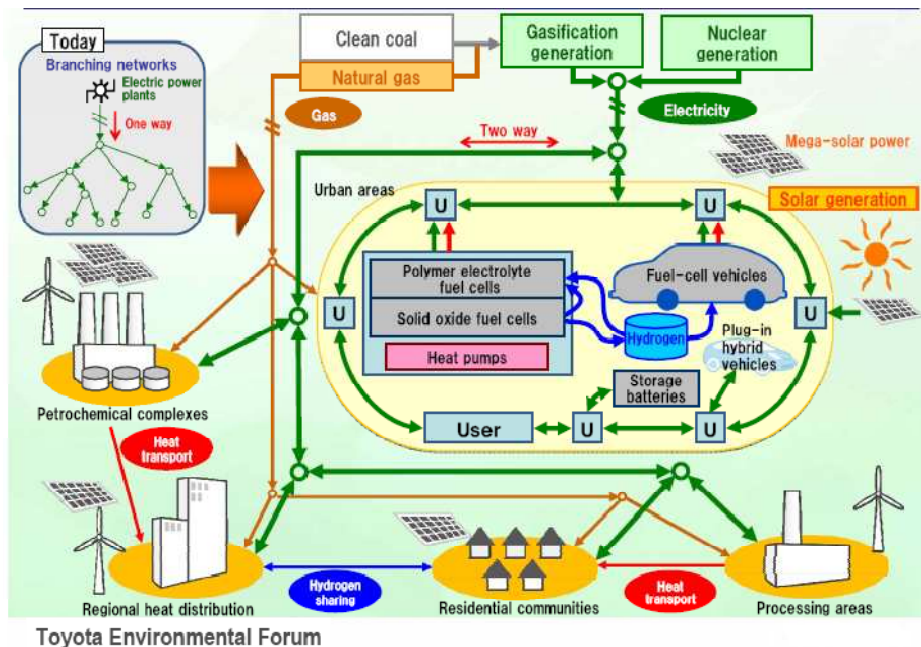 Today
Branching networks
Electric power
plants
One way
Clean coal
Natural gas
Gasification
generation
Nuclear
generation
Gas
Electricity
Two way
Mega-solar power
Solar generation
Urban areas
U
U
Polymer electrolyte
fuel cells
Solid oxide fuel cells
Heat pumps
Fuel-cell vehicles
Hydrogen
Plug-in
hybrid
vehicles
U
U
Storage
batteries
User
U
U
Petrochemical complexes
Heat
transport
Regional heat distribution
Hydrogen
sharing
Residential communities
Heat
transport
Processing areas
Toyota Environmental Forum